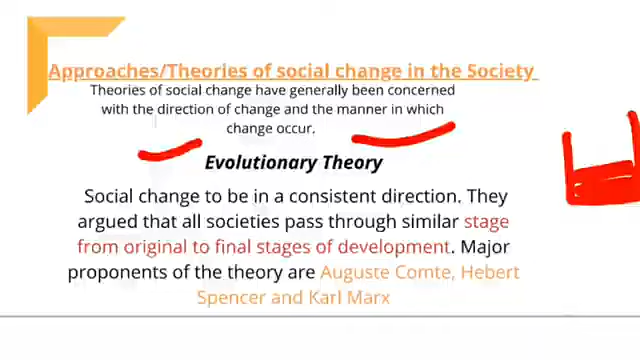 Approaches/Theories of social change in the Society
Theories of social change have generally been concerned
with the direction of change and the manner in which
change occur.
Evolutionary Theory
Social change to be in a consistent direction. They
argued that all societies pass through similar stage
from original to final stages of development. Major
proponents of the theory are Auguste Comte, Hebert
Spencer and Karl Marx